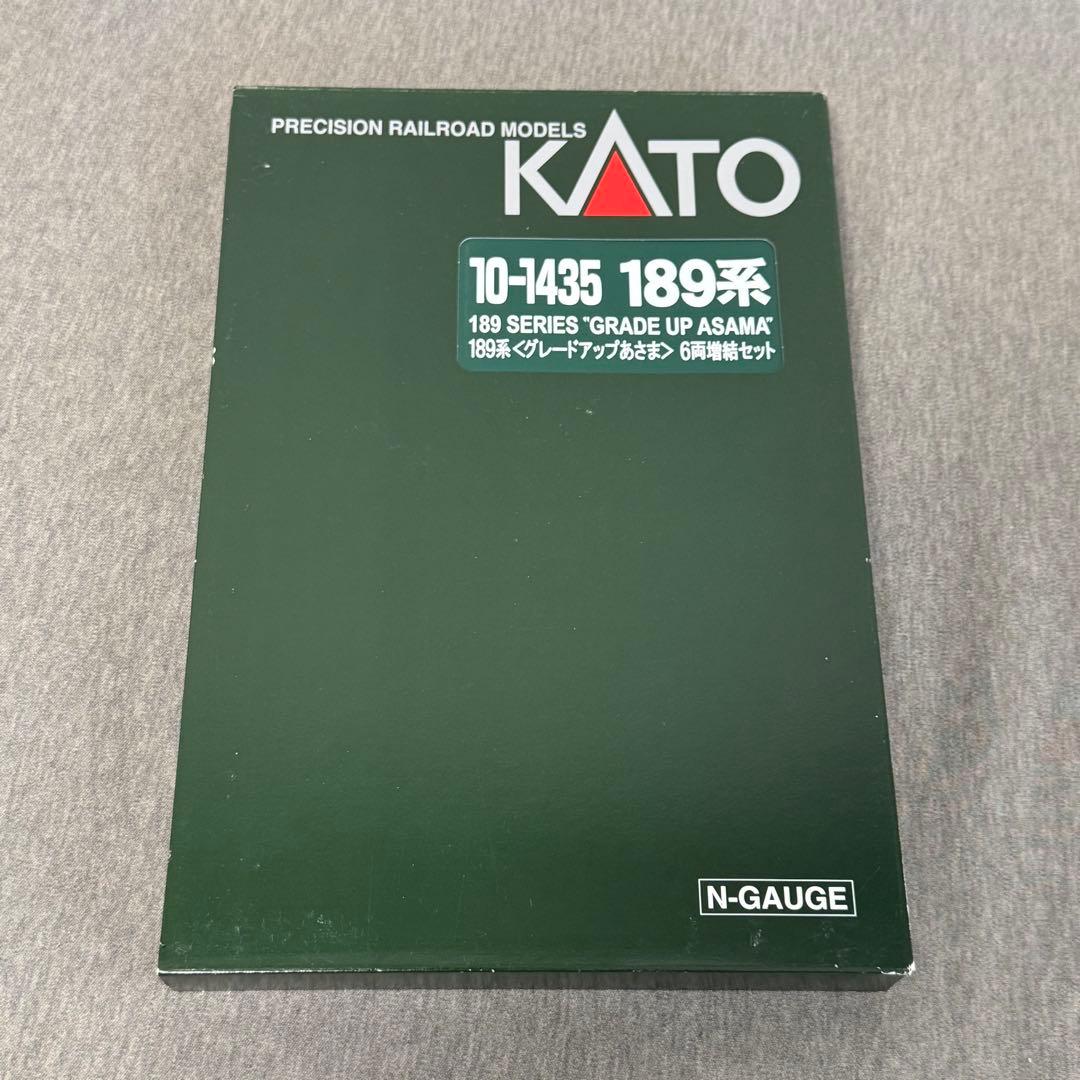 PRECISION RAILROAD MODELS
KATO
10-1435 189系
189 SERIES "GRADE UP ASAMA"
189系<グレードアップあさま> 6両増結セット
N-GAUGE